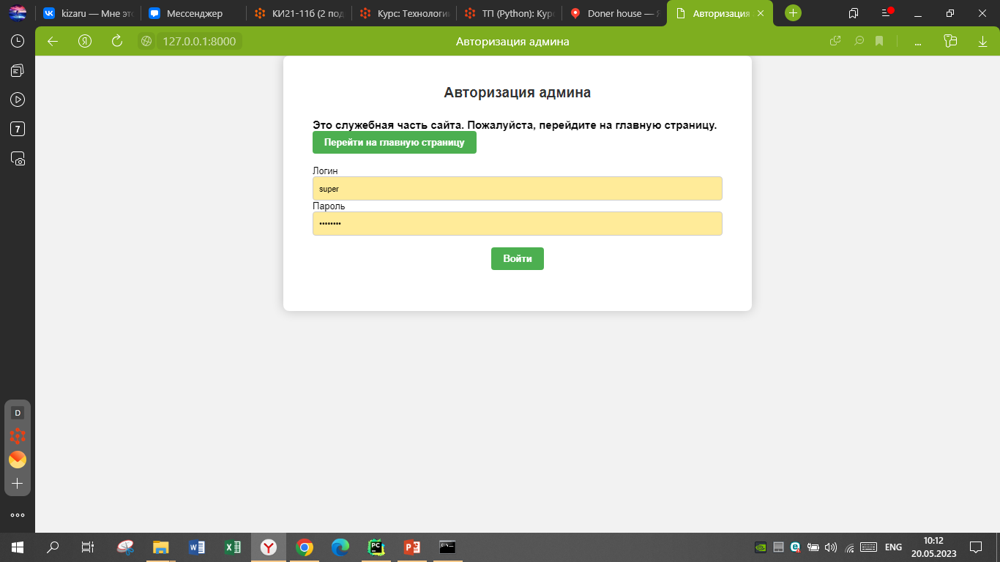 kizaru — Мне это
Мессенджер
КИ21-11б (2 под
Курс: Технологии
ТП (Python): Курс
Doner house — Я
Авторизация
Я
127.0.0.1:8000
Авторизация админа
...
7
Авторизация админа
Это служебная часть сайта. Пожалуйста, перейдите на главную страницу.
Перейти на главную страницу
Логин
super
Пароль
••••••••
Войти
D
ENG
10:12
20.05.2023